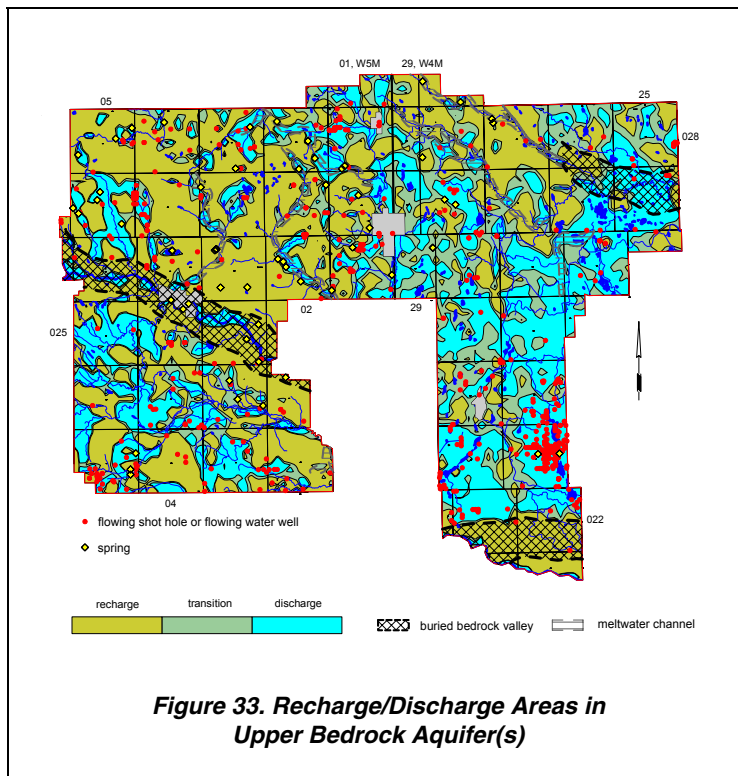 01, W5M 29, W4M
05
25
028
02
29
025
04
022
flowing shot hole or flowing water well
spring
recharge transition discharge
buried bedrock valley meltwater channel
Figure 33. Recharge/Discharge Areas in
Upper Bedrock Aquifer(s)